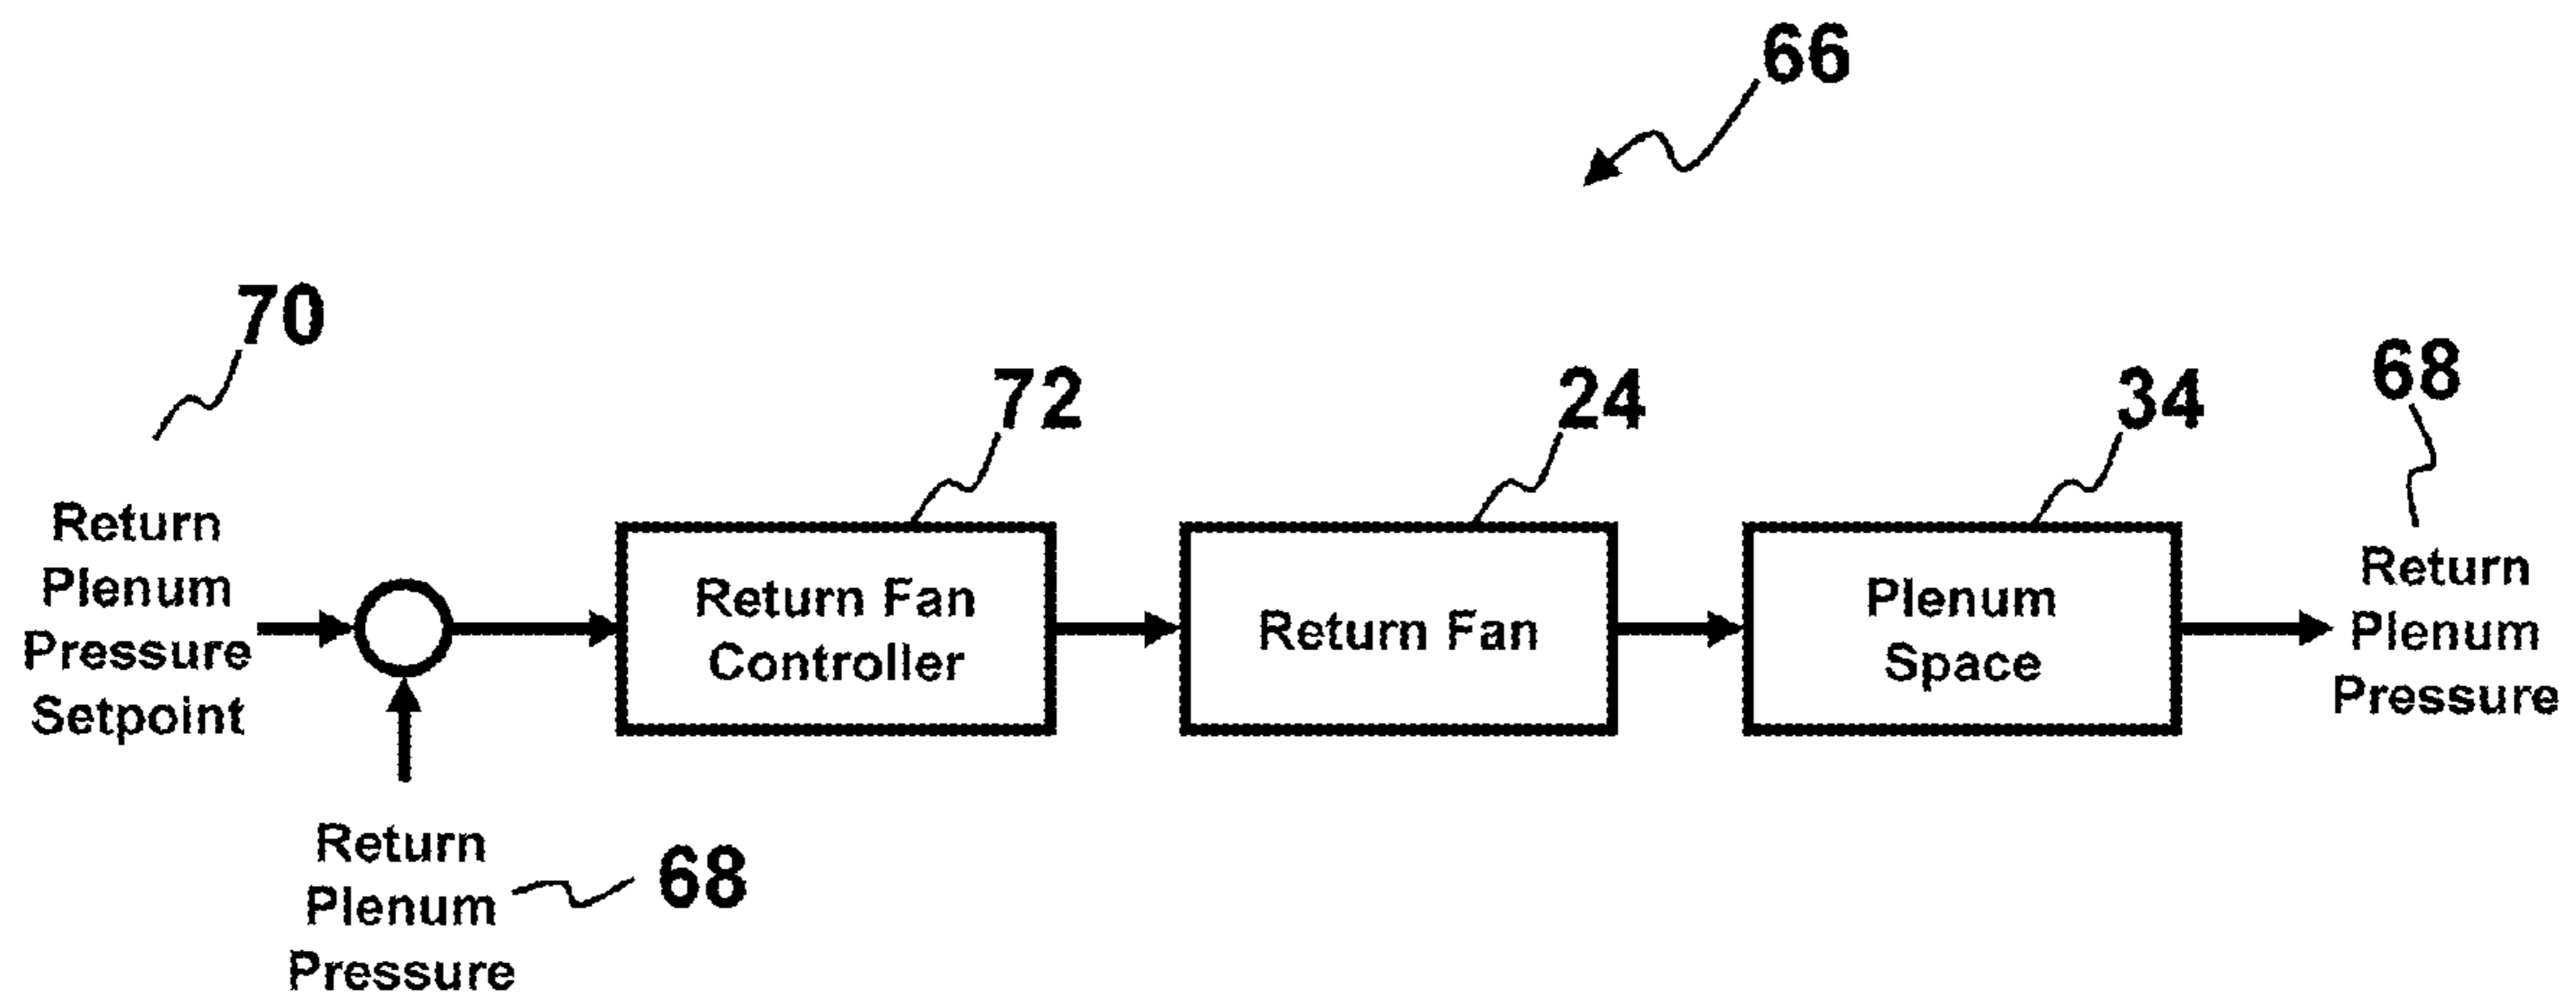 66
70
72
24
34
68
Return
Plenum
Pressure
Setpoint
Return Fan
Controller
Return Fan
Plenum
Space
Return
Plenum
Pressure
Return
Plenum
Pressure
68